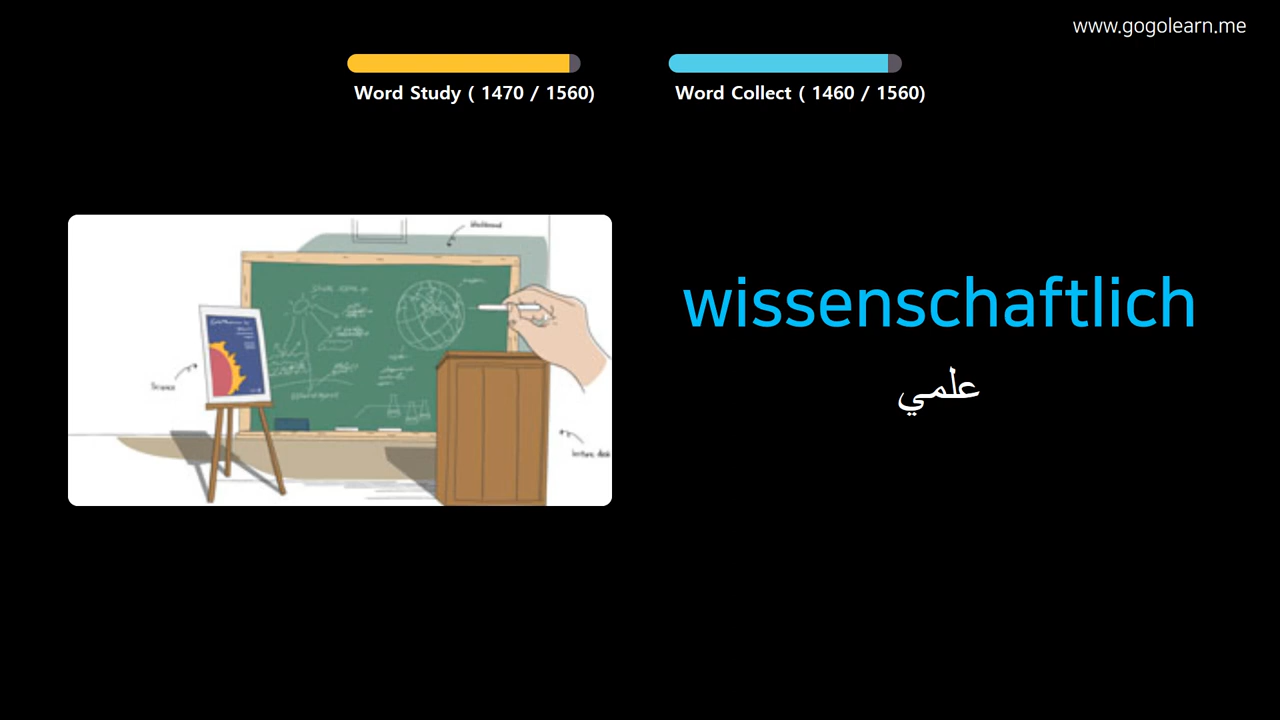 www.gogolearn.me
Word Study ( 1470 / 1560)
Word Collect ( 1460 / 1560)
wissenschaftlich
علمي